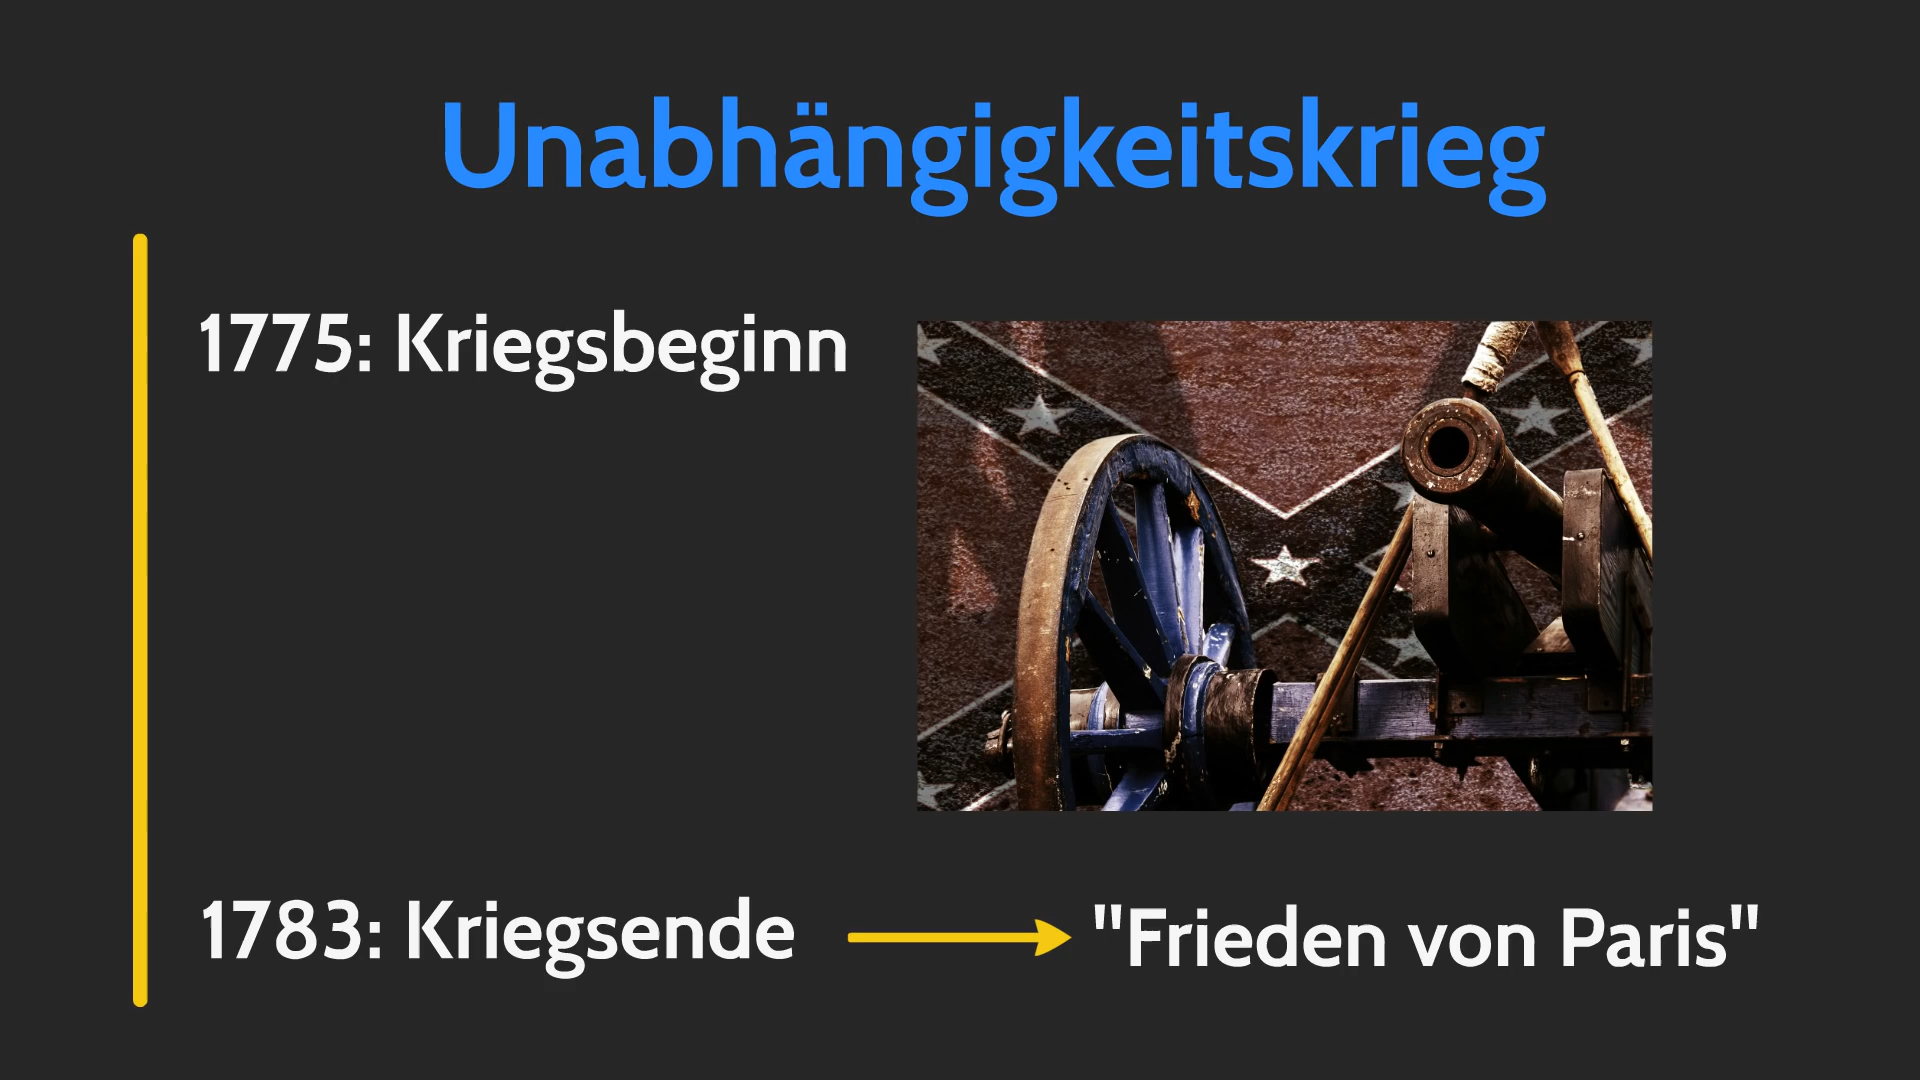 Unabhängigkeitskrieg
1775: Kriegsbeginn
1783: Kriegsende
"Frieden von Paris"